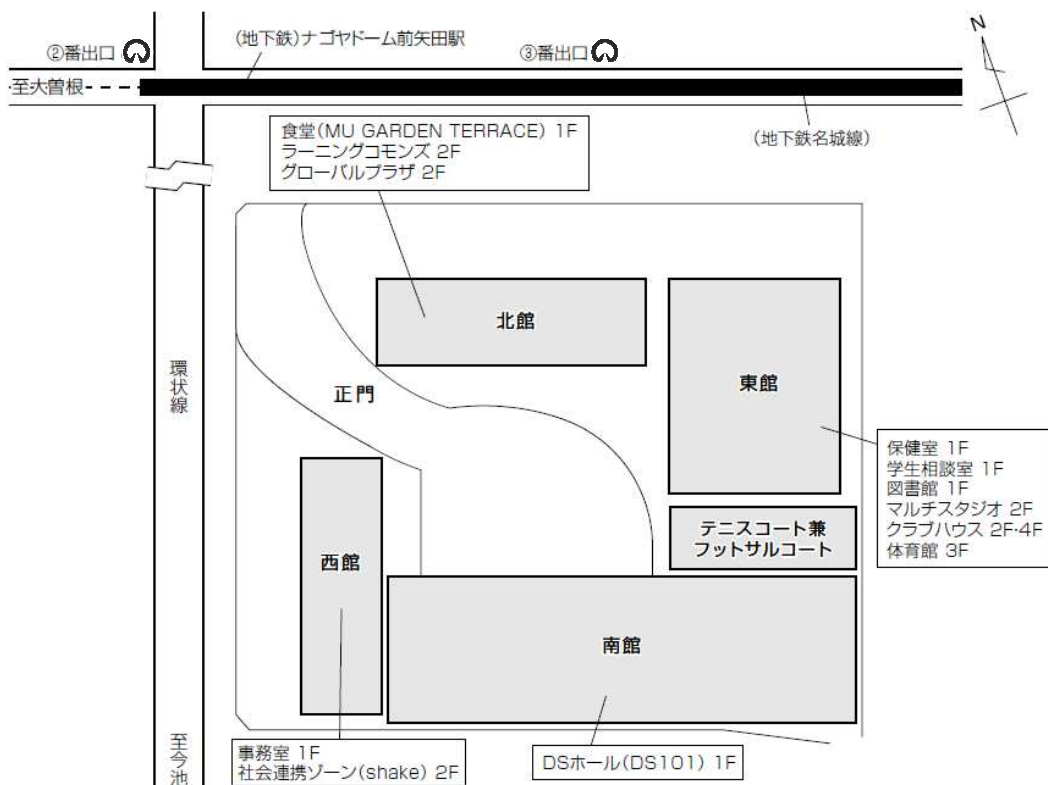 ②番出口
(地下鉄)ナゴヤドーム前矢田駅
③番出口
N
至大曽根
(地下鉄名城線)
食堂(MU GARDEN TERRACE) 1F
ラーニングコモンズ 2F
グローバルプラザ 2F
北館
東館
環状線
正門
保健室 1F
学生相談室 1F
図書館 1F
マルチスタジオ 2F
クラブハウス 2F・4F
体育館 3F
テニスコート兼
フットサルコート
西館
南館
至今池
事務室 1F
社会連携ゾーン(shake) 2F
DSホール(DS101) 1F